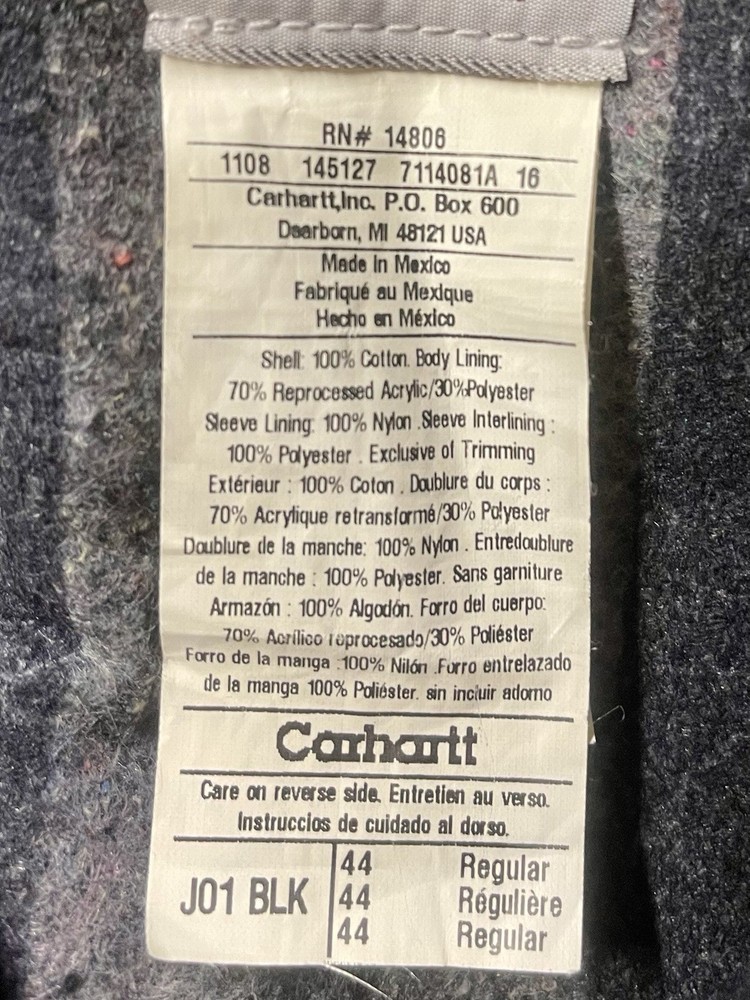 RN# 14806
1108 145127 7114081A 16
Carhartt,Inc. P.O. Box 600
Dearborn, MI 48121 USA
Made in Mexico
Fabriqué au Mexique
Hecho en México
Shell: 100% Cotton. Body Lining:
70% Reprocessed Acrylic/30%Polyester
Sleeve Lining: 100% Nylon .Sleeve Interlining :
100% Polyester . Exclusive of Trimming
Extérieur : 100% Coton . Doublure du corps :
70% Acrylique retransformé/30% Polyester
Doublure de la manche: 100% Nylon . Entredoublure
de la manche : 100% Polyester. Sans garniture
Armazón : 100% Algodón. Forro del cuerpo:
70% Acrílico reprocesado/30% Poliéster
Forro de la manga :100% Nilón .Forro entrelazado
de la manga 100% Poliéster. sin incluir adorno
Carhartt
Care on reverse side. Entretien au verso.
Instruccios de cuidado al dorso.
J01 BLK
44 Regular
44 Régulière
44 Regular